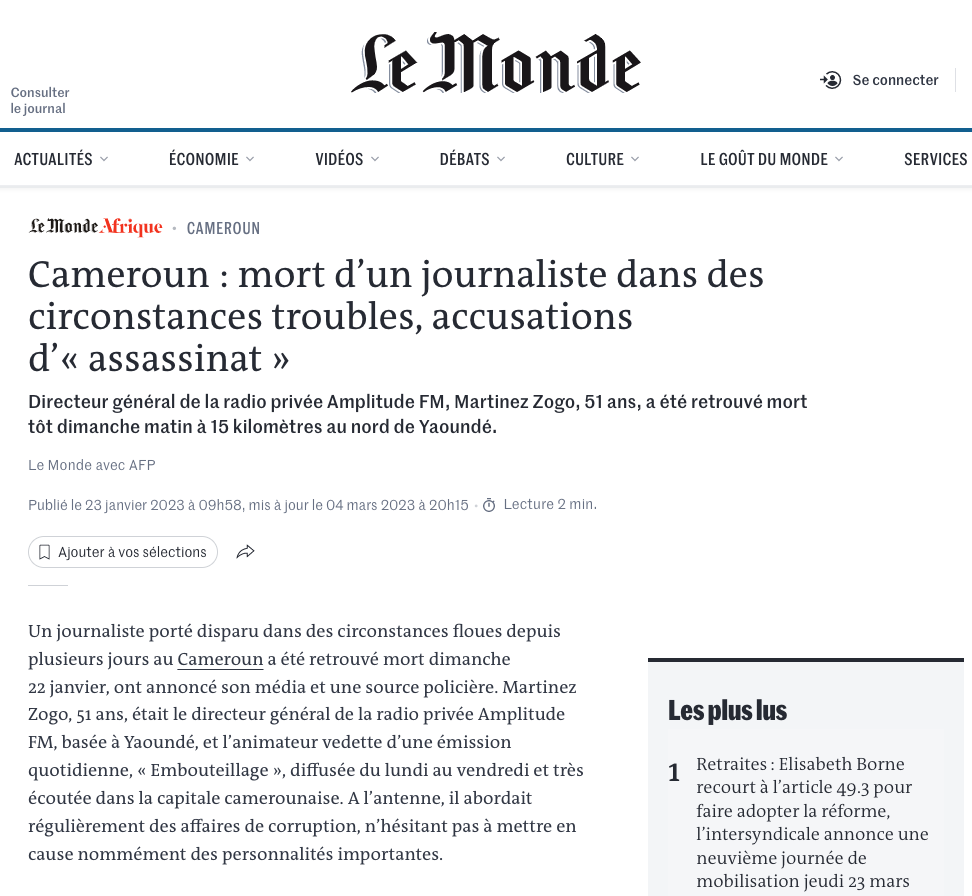 Le Monde
Consulter
le journal
Se connecter
ACTUALITÉS
ÉCONOMIE
VIDÉOS
DÉBATS
CULTURE
LE GOÛT DU MONDE
SERVICES
Le Monde Afrique • CAMEROUN
Cameroun : mort d’un journaliste dans des
circonstances troubles, accusations
d’« assassinat »
Directeur général de la radio privée Amplitude FM, Martinez Zogo, 51 ans, a été retrouvé mort
tôt dimanche matin à 15 kilomètres au nord de Yaoundé.
Le Monde avec AFP
Publié le 23 janvier 2023 à 09h58, mis à jour le 04 mars 2023 à 20h15 • Lecture 2 min.
Ajouter à vos sélections
Un journaliste porté disparu dans des circonstances floues depuis
plusieurs jours au Cameroun a été retrouvé mort dimanche
22 janvier, ont annoncé son média et une source policière. Martinez
Zogo, 51 ans, était le directeur général de la radio privée Amplitude
FM, basée à Yaoundé, et l’animateur vedette d’une émission
quotidienne, « Embouteillage », diffusée du lundi au vendredi et très
écoutée dans la capitale camerounaise. A l’antenne, il abordait
régulièrement des affaires de corruption, n’hésitant pas à mettre en
cause nommément des personnalités importantes.
Les plus lus
1 Retraites : Elisabeth Borne
recourt à l’article 49.3 pour
faire adopter la réforme,
l’intersyndicale annonce une
neuvième journée de
mobilisation jeudi 23 mars